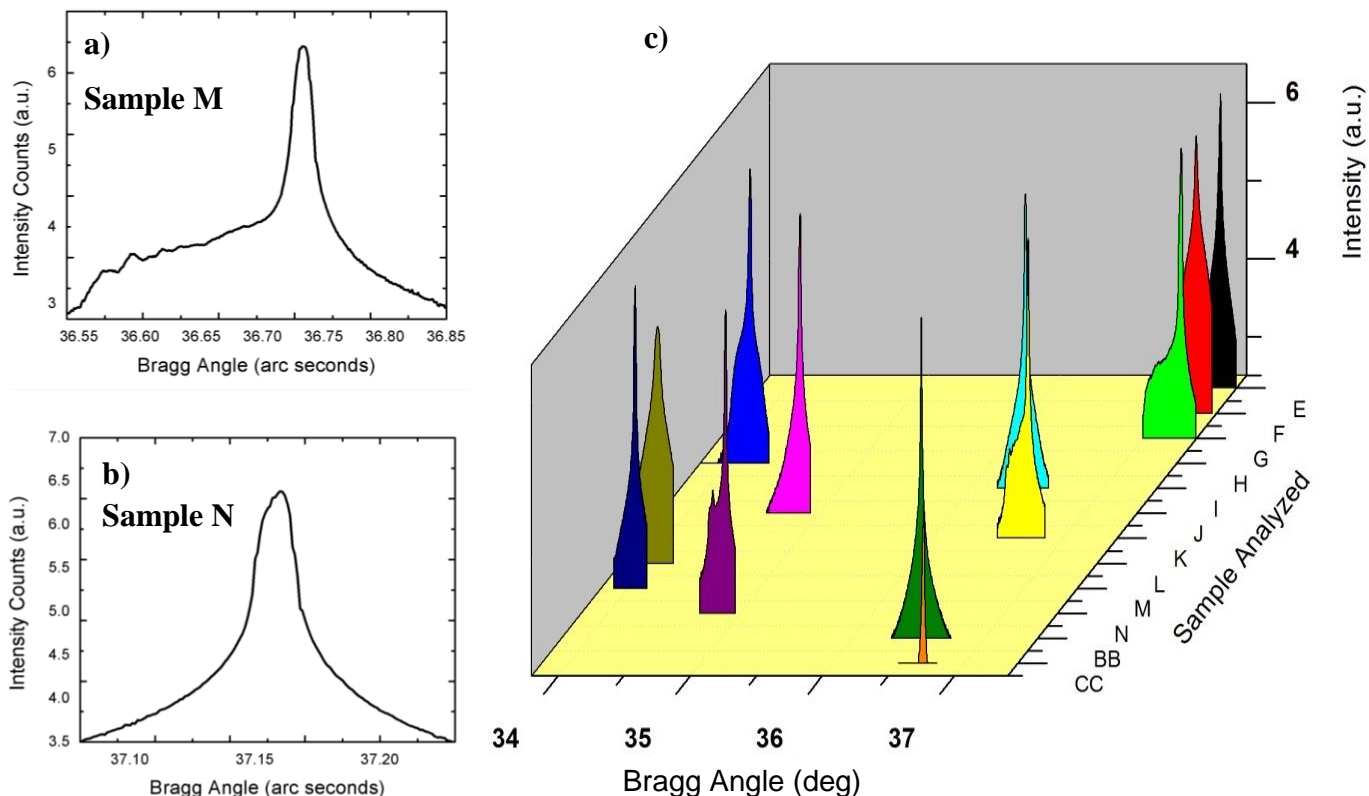 a)
Sample M
Intensity Counts (a.u.)
6
5
4
3
36.55 36.60 36.65 36.70 36.75 36.80 36.85
Bragg Angle (arc seconds)
b)
Sample N
Intensity Counts (a.u.)
7.0
6.5
6.0
5.5
5.0
4.5
4.0
3.5
37.10 37.15 37.20
Bragg Angle (arc seconds)
c)
6
4
Intensity (a.u.)
E
F
G
H
I
J
K
L
M
N
BB
CC
Sample Analyzed
34 35 36 37
Bragg Angle (deg)